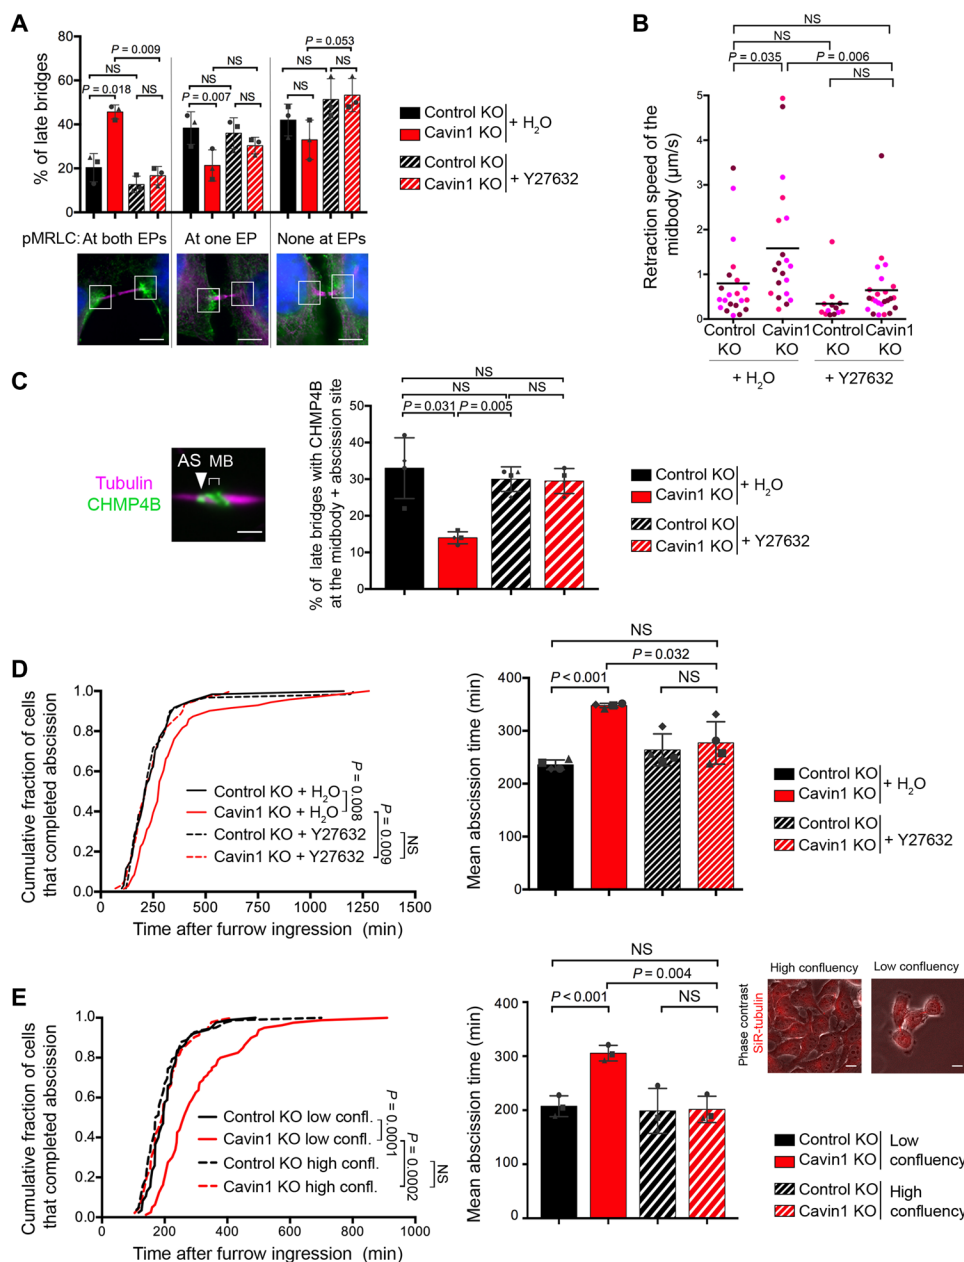 A
% of late bridges
80
60
40
20
0
P = 0.009
NS
P = 0.018
NS
NS
NS
P = 0.007
NS
P = 0.053
NS
NS
NS
Control KO
Cavin1 KO
+ H2O
Control KO
Cavin1 KO
+ Y27632
pMRLC: At both EPs
At one EP
None at EPs
B
Retraction speed of the
midbody (µm/s)
5
4
3
2
1
0
NS
NS
P = 0.035
P = 0.006
NS
Control KO
Cavin1 KO
Control KO
Cavin1 KO
+ H2O
+ Y27632
C
Tubulin
CHMP4B
AS
MB
% of late bridges with CHMP4B
at the midbody + abscission site
50
40
30
20
10
0
NS
NS
NS
P = 0.031
P = 0.005
Control KO
Cavin1 KO
+ H2O
Control KO
Cavin1 KO
+ Y27632
D
Cumulative fraction of cells
that completed abscission
1.0
0.8
0.6
0.4
0.2
0.0
0
250
500
750
1000
1250
1500
Time after furrow ingression (min)
Control KO + H2O
Cavin1 KO + H2O
Control KO + Y27632
Cavin1 KO + Y27632
P = 0.008
P = 0.009
NS
Mean abscission time (min)
400
300
200
100
0
NS
P = 0.032
P < 0.001
NS
Control KO
Cavin1 KO
+ H2O
Control KO
Cavin1 KO
+ Y27632
E
Cumulative fraction of cells
that completed abscission
1.0
0.8
0.6
0.4
0.2
0.0
0
200
400
600
800
1000
Time after furrow ingression (min)
Control KO low confl.
Cavin1 KO low confl.
Control KO high confl.
Cavin1 KO high confl.
P = 0.0001
P = 0.0002
NS
Mean abscission time (min)
400
300
200
100
0
NS
P = 0.004
P < 0.001
NS
High confluency
Low confluency
Phase contrast
SiR-tubulin
Control KO
Cavin1 KO
Low
confluency
Control KO
Cavin1 KO
High
confluency